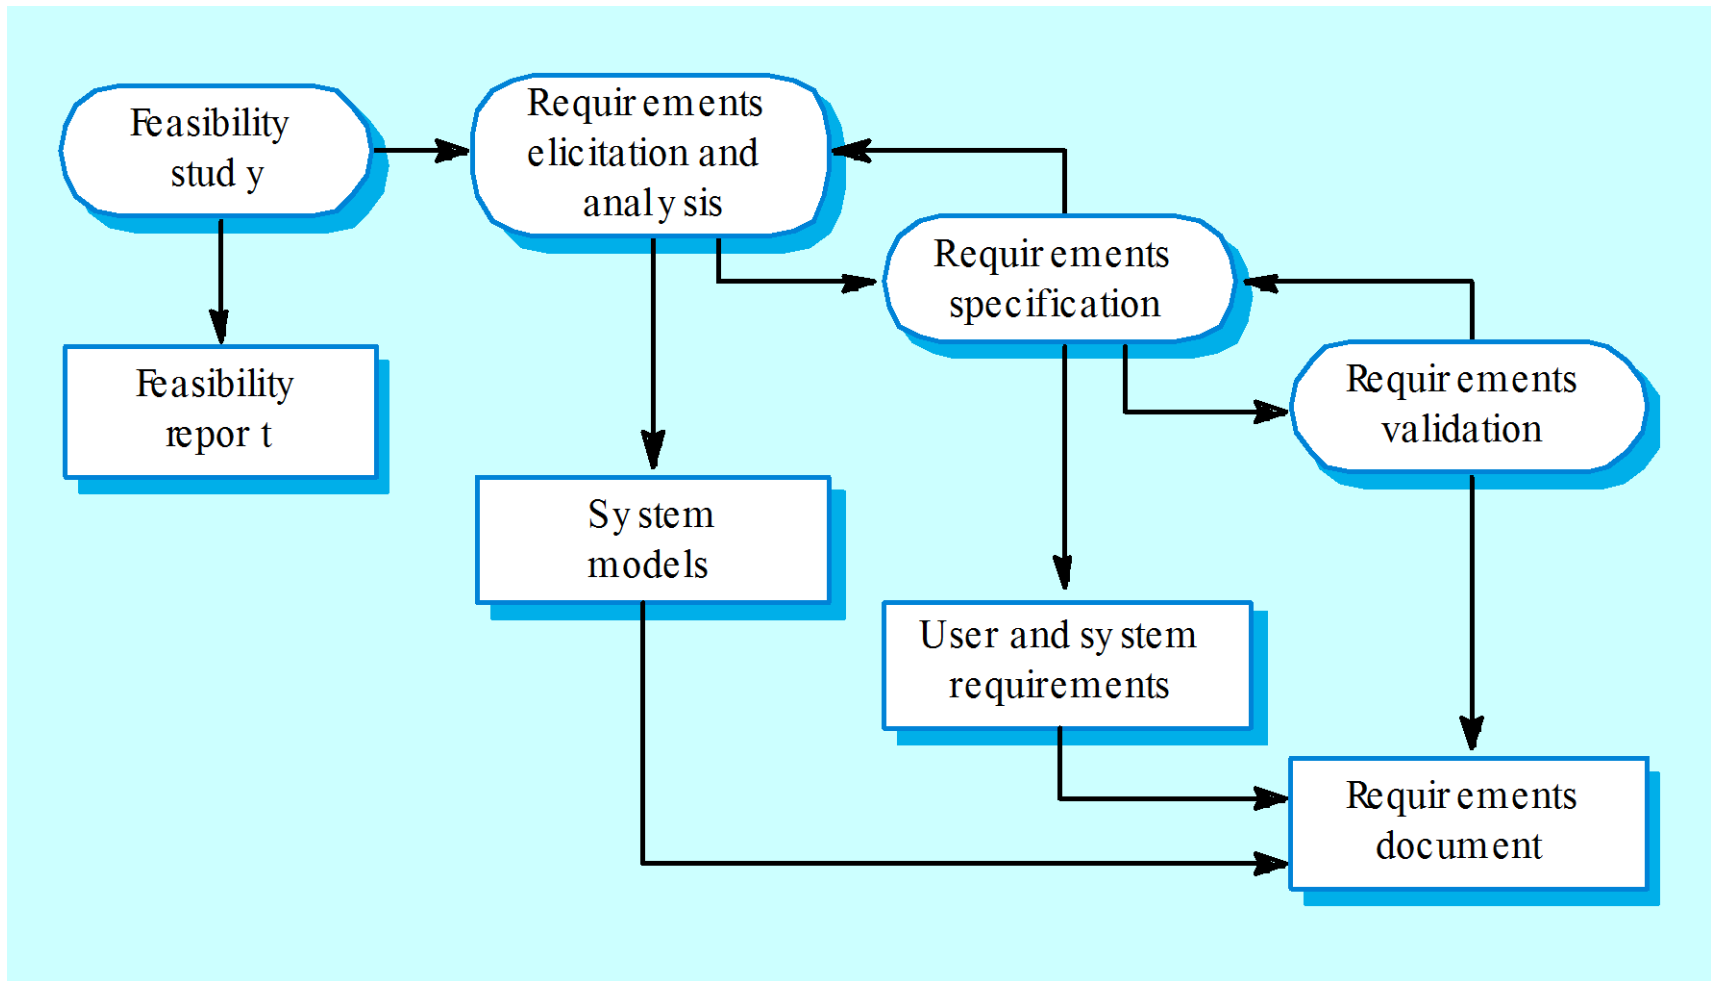 Feasibility
study
Requirements
elicitation and
analysis
Requirements
specification
Requirements
validation
Feasibility
report
System
models
User and system
requirements
Requirements
document